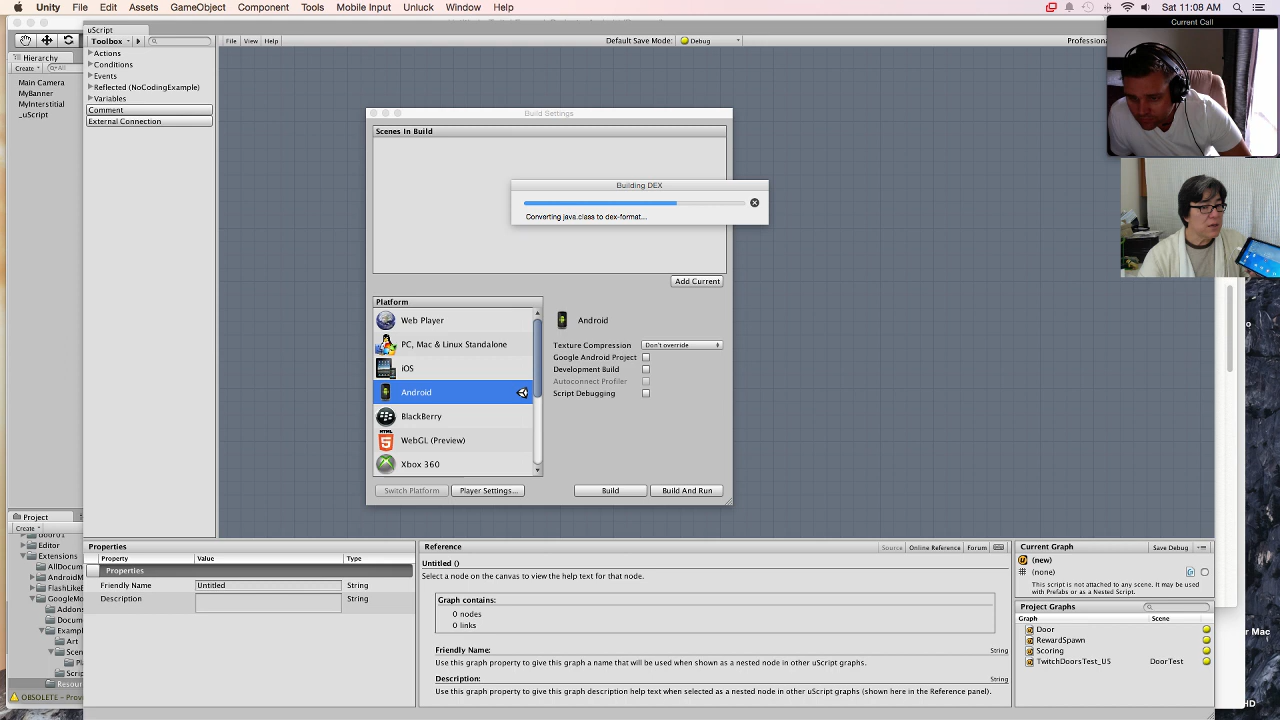 Unity File Edit Assets GameObject Component Tools Mobile Input Unluck Window Help
Sat 11:08 AM
Current Call
uScript
Toolbox
File View Help
Default Save Mode: Debug
Hierarchy
Create
All
Main Camera
MyBanner
MyInterstitial
_uScript
Actions
Conditions
Events
Reflected (NoCodingExample)
Variables
Comment
External Connection
Build Settings
Scenes In Build
Building DEX
Converting java.class to dex-format...
Add Current
Platform
Web Player
PC, Mac & Linux Standalone
iOS
Android
BlackBerry
HTML
5
WebGL (Preview)
Xbox 360
Android
Texture Compression Don't override
Google Android Project
Development Build
Autoconnect Profiler
Script Debugging
Switch Platform Player Settings... Build Build And Run
Project
Create
Editor
Extensions
GoogleMo
Art
OBSOLETE - Prov
Properties
Property Value Type
Properties
Friendly Name Untitled String
Description String
Reference
Source Online Reference Forum
Untitled ()
Select a node on the canvas to view the help text for that node.
Graph contains:
0 nodes
0 links
Friendly Name: String
Use this graph property to give this graph a name that will be used when shown as a nested node in other uScript graphs.
Description: String
Use this graph property to give this graph description help text when selected as a nested node in other uScript graphs (shown here in the Reference panel).
Current Graph Save Debug
(new)
(none)
This script is not attached to any scene. It may be used
with Prefabs or as a Nested Script.
Project Graphs
Graph Scene
Door
RewardSpawn
Scoring
TwitchDoorsTest_US DoorTest
r Mac
HD